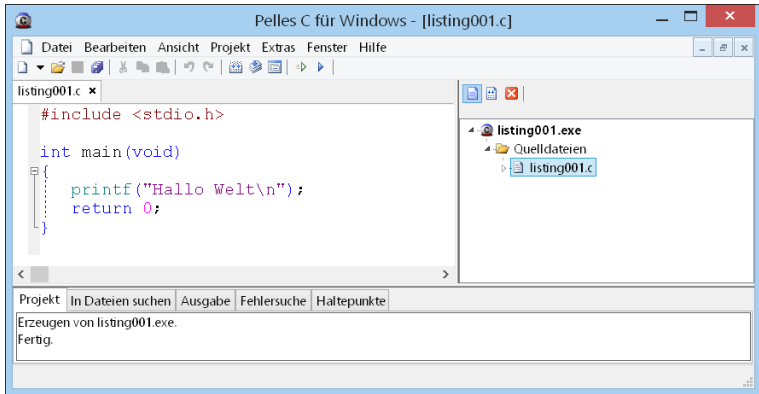 Pelles C für Windows - [listing001.c]
Datei Bearbeiten Ansicht Projekt Extras Fenster Hilfe
listing001.c
#include <stdio.h>
int main(void)
{
printf("Hallo Welt\n");
return 0;
}
listing001.exe
Quelldateien
listing001.c
Projekt In Dateien suchen Ausgabe Fehlersuche Haltepunkte
Erzeugen von listing001.exe.
Fertig.